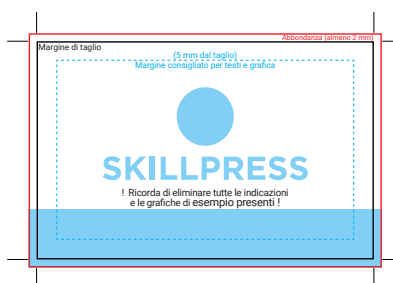 Abbondanza (almeno 2 mm)
Margine di taglio
(5 mm dal taglio)
Margine consigliato per testi e grafica
SKILLPRESS
! Ricorda di eliminare tutte le indicazioni
e le grafiche di esempio presenti !